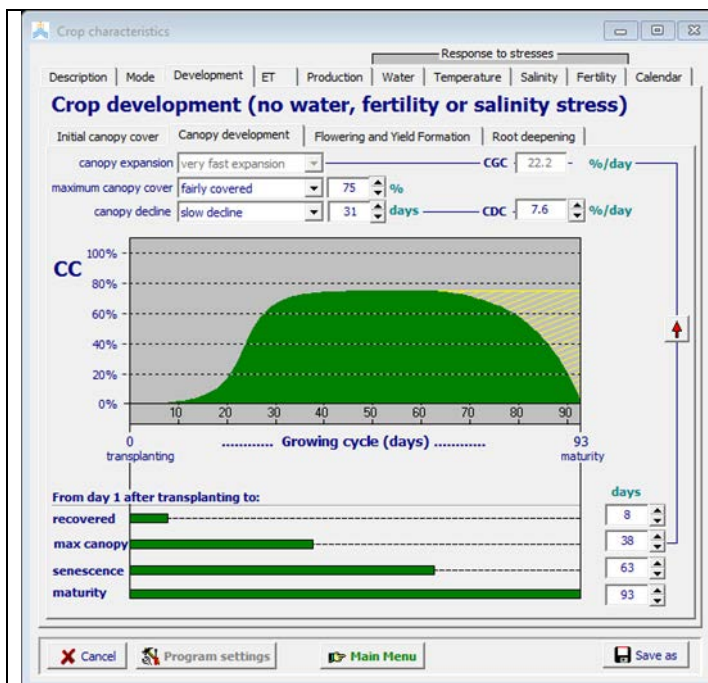 Crop characteristics
Response to stresses
Description Mode Development ET Production Water Temperature Salinity Fertility Calendar
Crop development (no water, fertility or salinity stress)
Initial canopy cover Canopy development Flowering and Yield Formation Root deepening
canopy expansion very fast expansion CGC 22.2 %/day
maximum canopy cover fairly covered 75 %
canopy decline slow decline 31 days CDC 7.6 %/day
CC
100%
80%
60%
40%
20%
0%
10 20 30 40 50 60 70 80 90
0 ............ Growing cycle (days) ............ 93
transplanting maturity
From day 1 after transplanting to: days
recovered 8
max canopy 38
senescence 63
maturity 93
Cancel Program settings Main Menu Save as